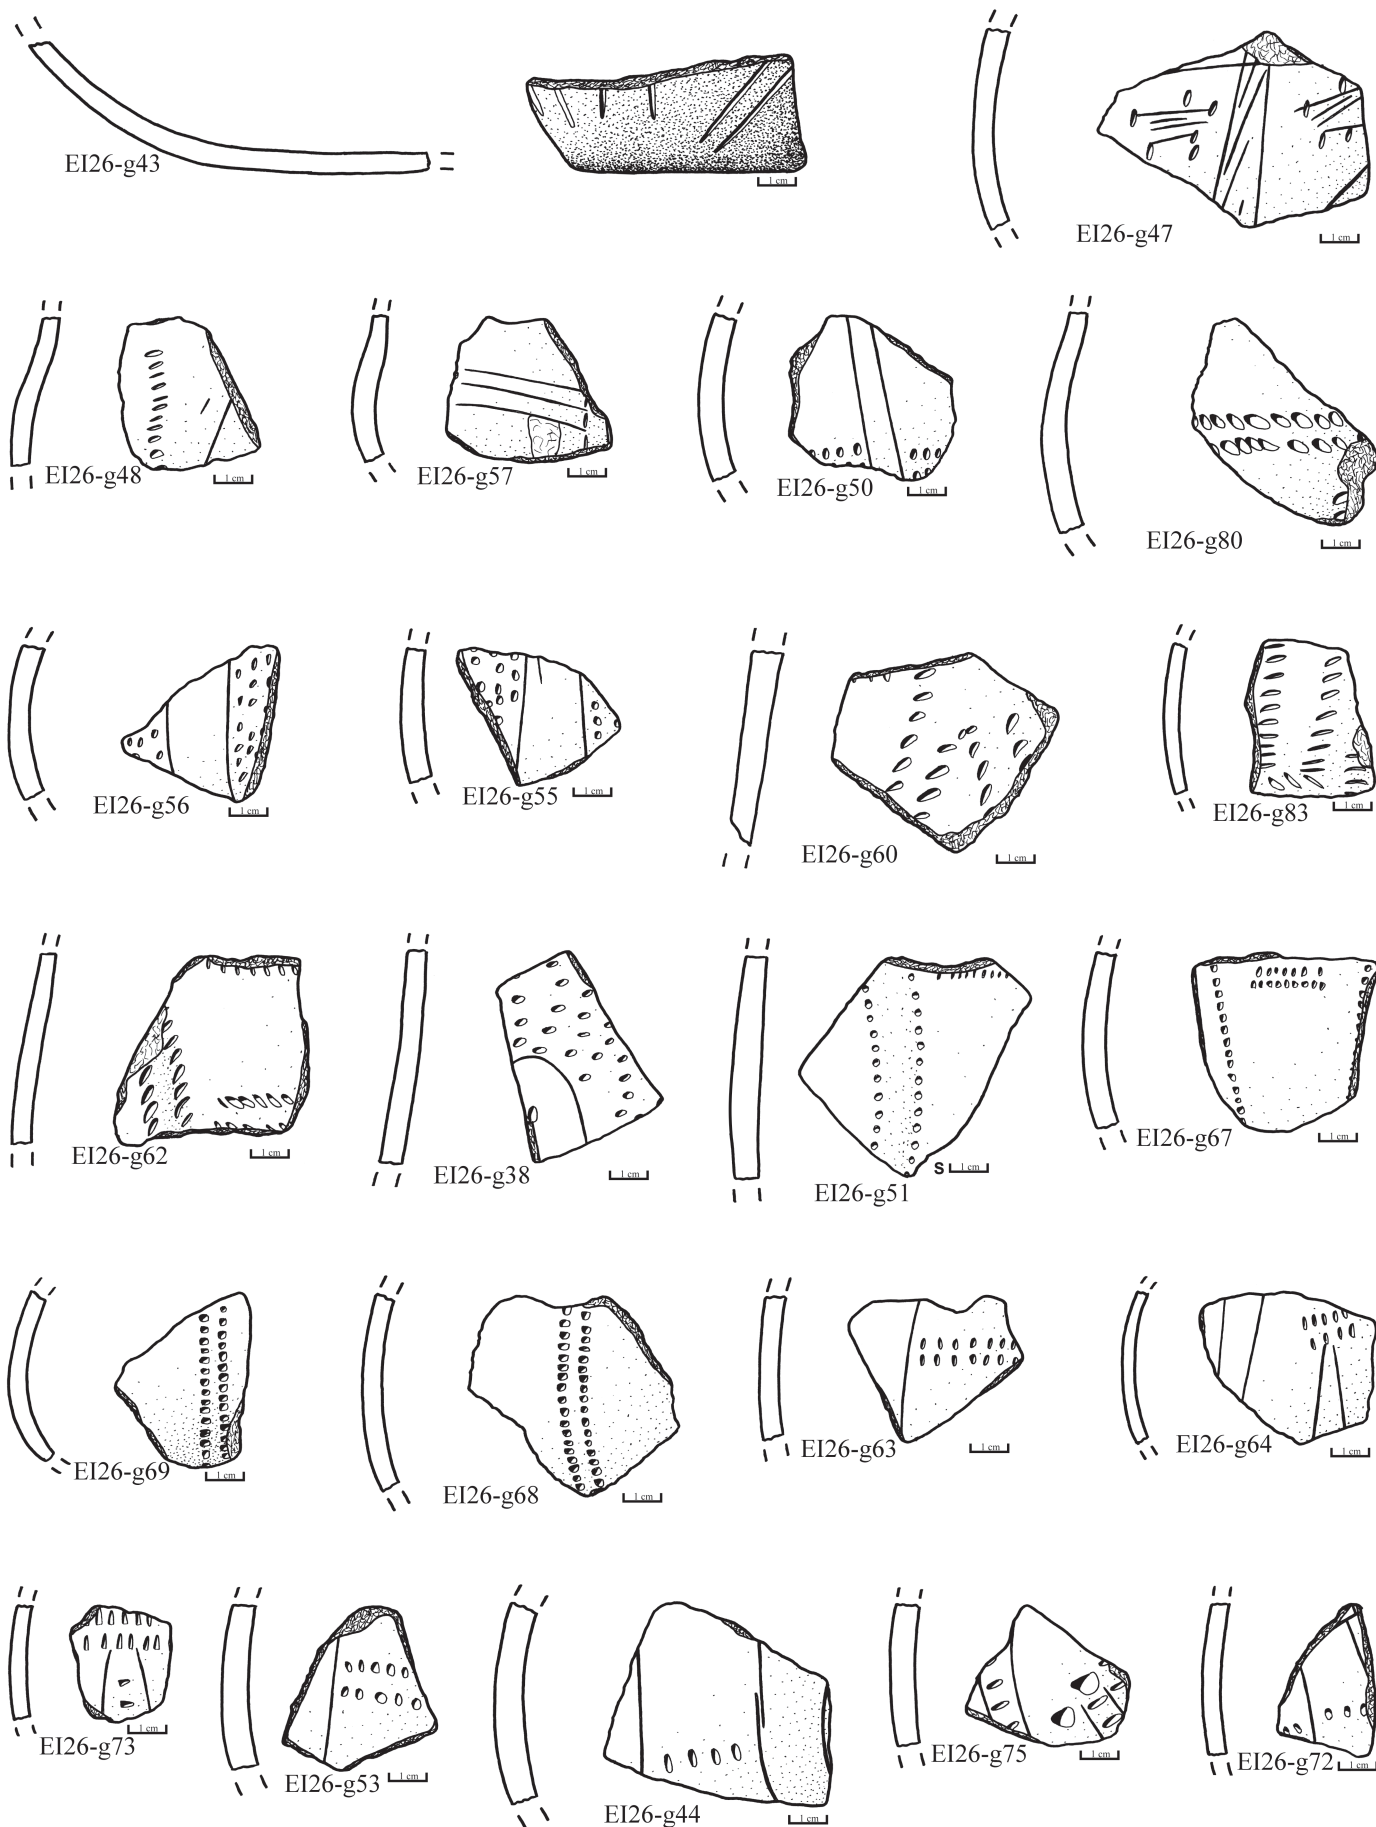 EI26-g43
1 cm
EI26-g47
1 cm
EI26-g48
1 cm
EI26-g57
1 cm
EI26-g50
1 cm
EI26-g80
1 cm
EI26-g56
1 cm
EI26-g55
1 cm
EI26-g60
1 cm
EI26-g83
1 cm
EI26-g62
1 cm
EI26-g38
1 cm
EI26-g51
S 1 cm
EI26-g67
1 cm
EI26-g69
1 cm
EI26-g68
1 cm
EI26-g63
1 cm
EI26-g64
1 cm
EI26-g73
1 cm
EI26-g53
1 cm
EI26-g44
1 cm
EI26-g75
1 cm
EI26-g72
1 cm